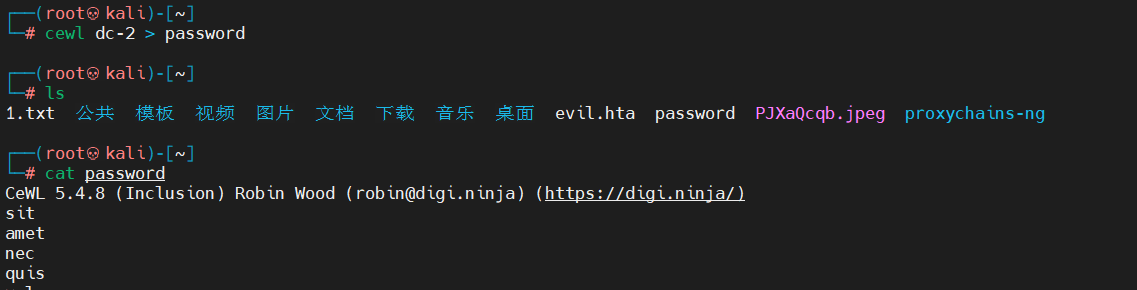 ┌──(root㉿kali)-[~]
└─# cewl dc-2 > password
┌──(root㉿kali)-[~]
└─# ls
1.txt 公共 模板 视频 图片 文档 下载 音乐 桌面 evil.hta password PJXaQcqb.jpeg proxychains-ng
┌──(root㉿kali)-[~]
└─# cat password
CeWL 5.4.8 (Inclusion) Robin Wood (robin@digi.ninja) (https://digi.ninja/)
sit
amet
nec
quis